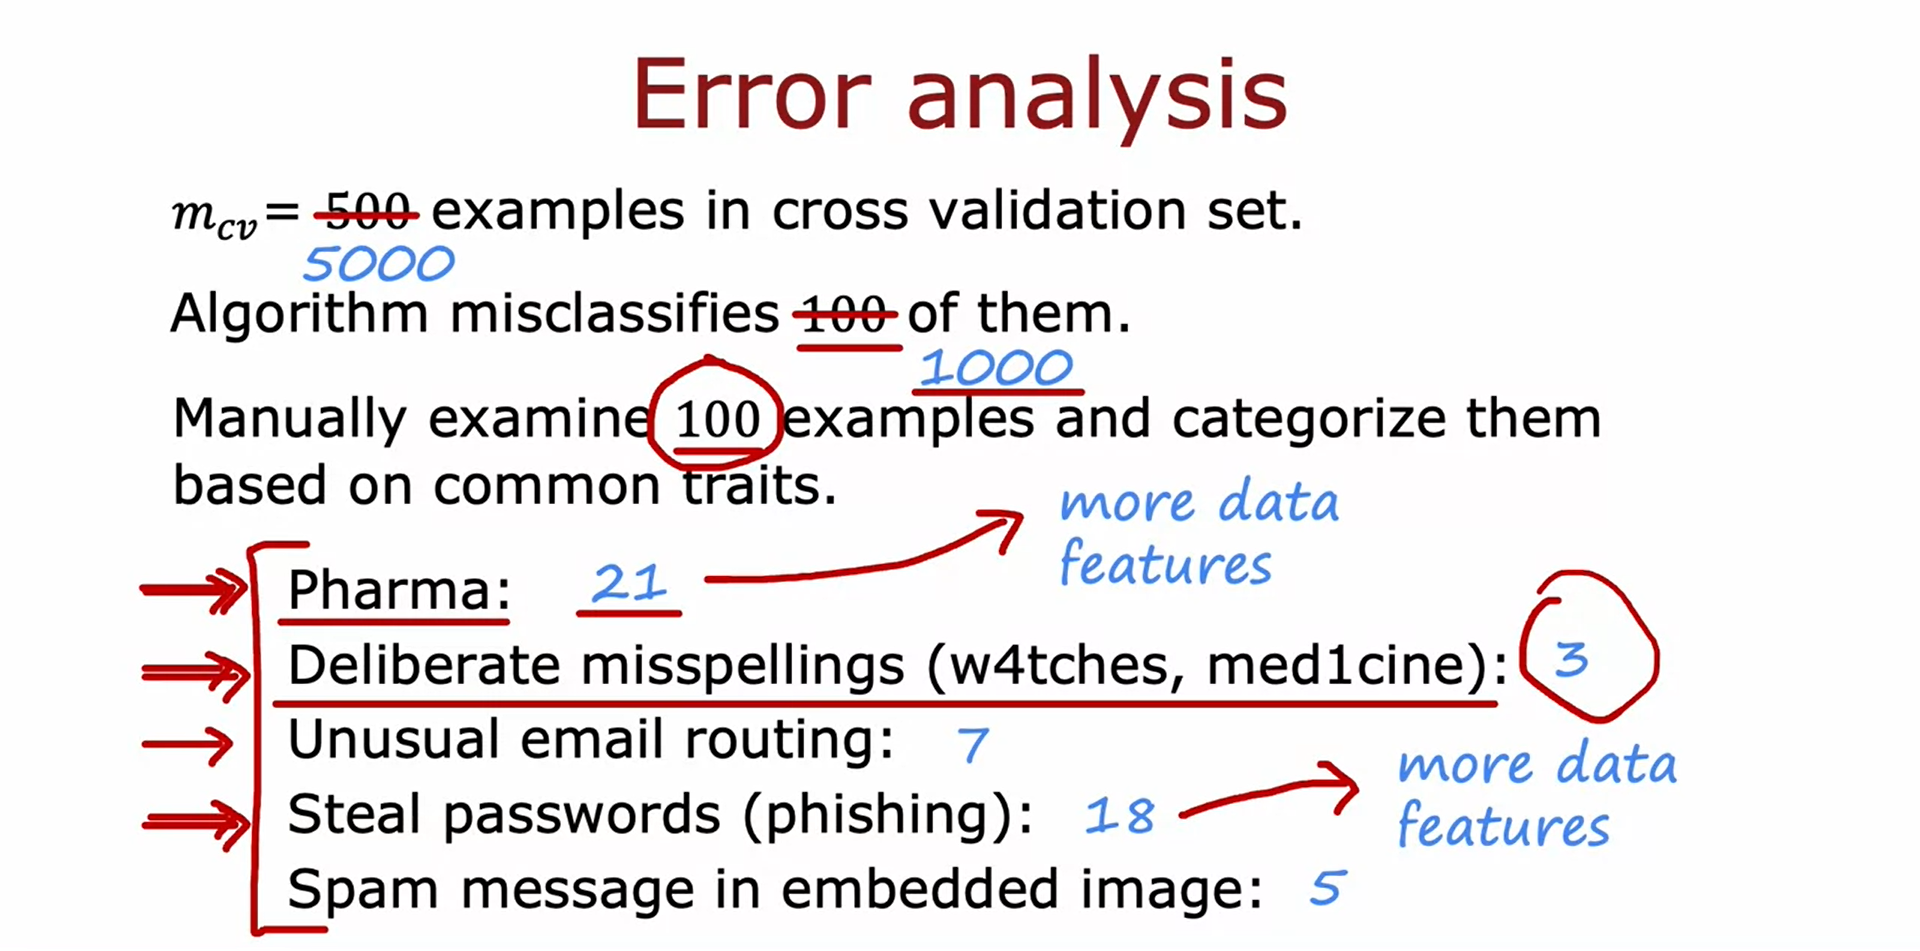 Error analysis
m_cv = 500 examples in cross validation set.
5000
Algorithm misclassifies 100 of them.
1000
Manually examine 100 examples and categorize them
based on common traits.
more data
features
Pharma: 21
Deliberate misspellings (w4tches, med1cine): 3
Unusual email routing: 7
more data
features
Steal passwords (phishing): 18
Spam message in embedded image: 5